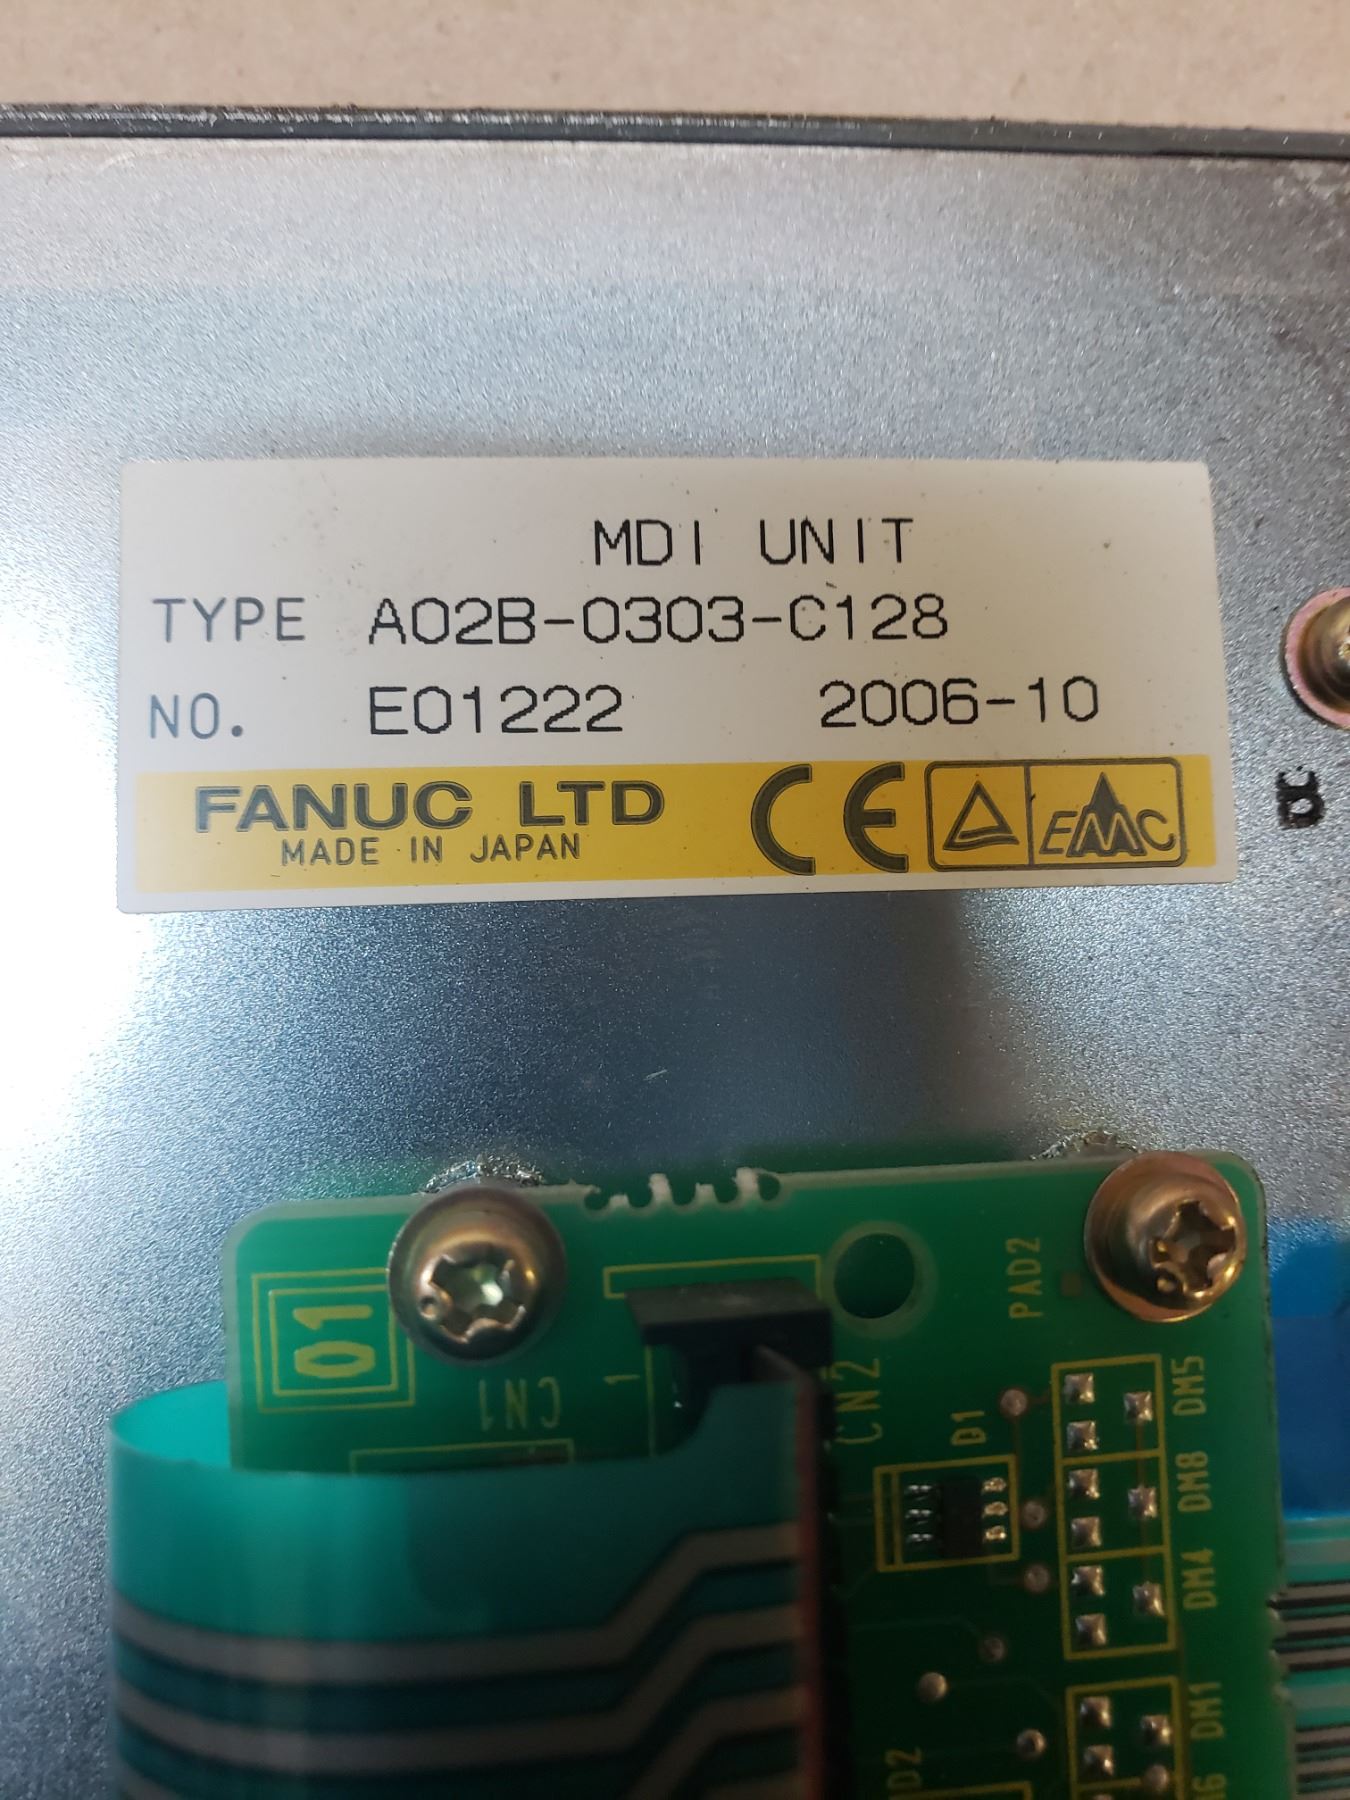 MDI UNIT
TYPE A02B-0303-C128
NO. E01222 2006-10
FANUC LTD
MADE IN JAPAN
CE EMC
01
CN1
1
CN2
PAD2
D1
DM5
DM8
DM4
DM1